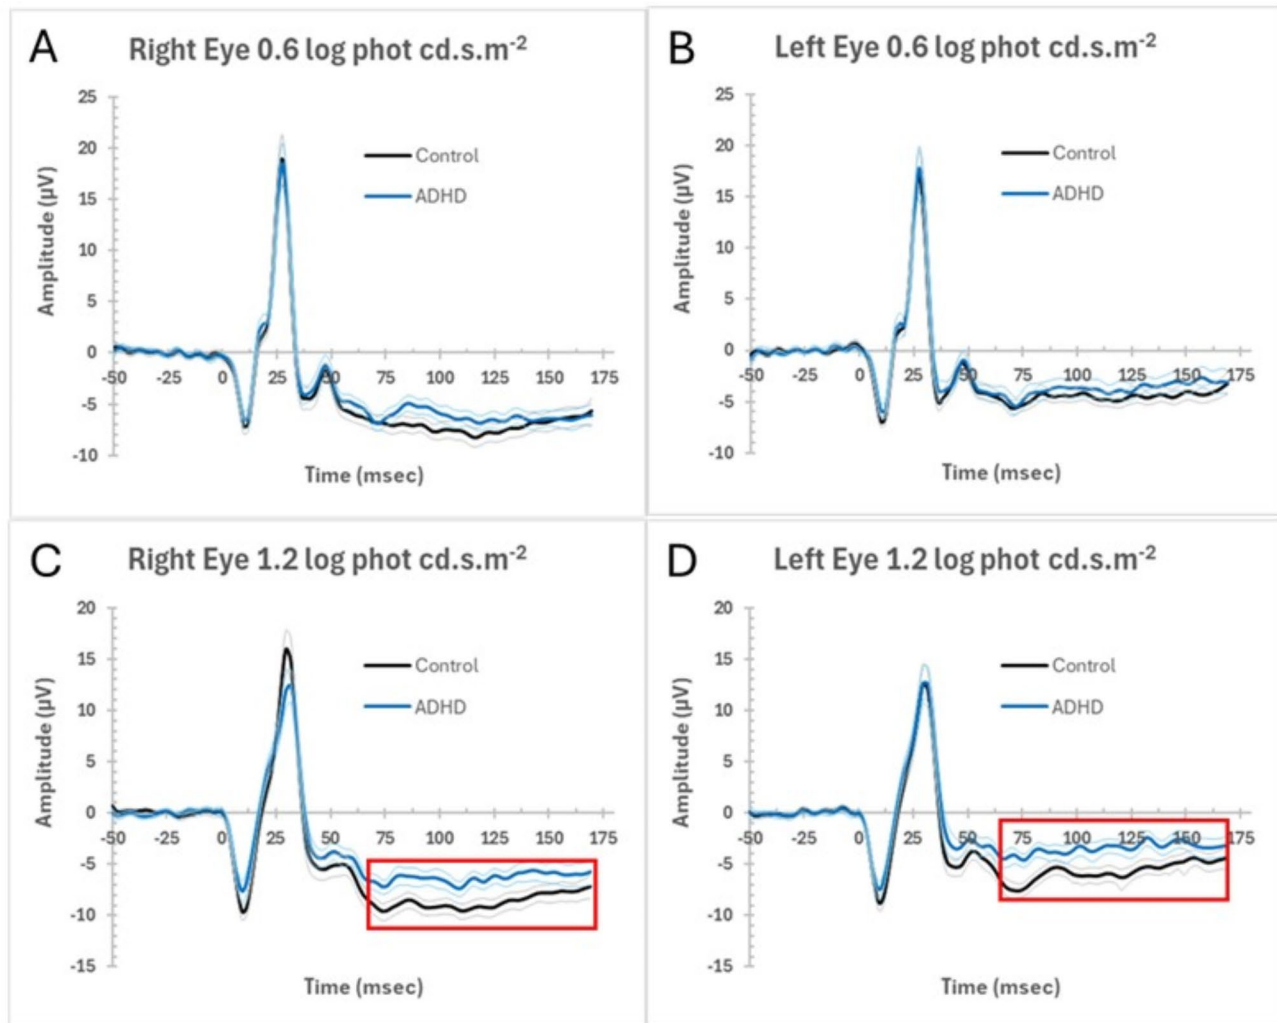 A
Right Eye 0.6 log phot cd.s.m-2
25
20
15
10
5
0
-5
-10
Amplitude (µV)
Control
ADHD
-50 -25 0 25 50 75 100 125 150 175
Time (msec)
B
Left Eye 0.6 log phot cd.s.m-2
25
20
15
10
5
0
-5
-10
Amplitude (µV)
Control
ADHD
-50 -25 0 25 50 75 100 125 150 175
Time (msec)
C
Right Eye 1.2 log phot cd.s.m-2
20
15
10
5
0
-5
-10
-15
Amplitude (µV)
Control
ADHD
-50 -25 0 25 50 75 100 125 150 175
Time (msec)
D
Left Eye 1.2 log phot cd.s.m-2
20
15
10
5
0
-5
-10
-15
Amplitude (µV)
Control
ADHD
-50 -25 0 25 50 75 100 125 150 175
Time (msec)